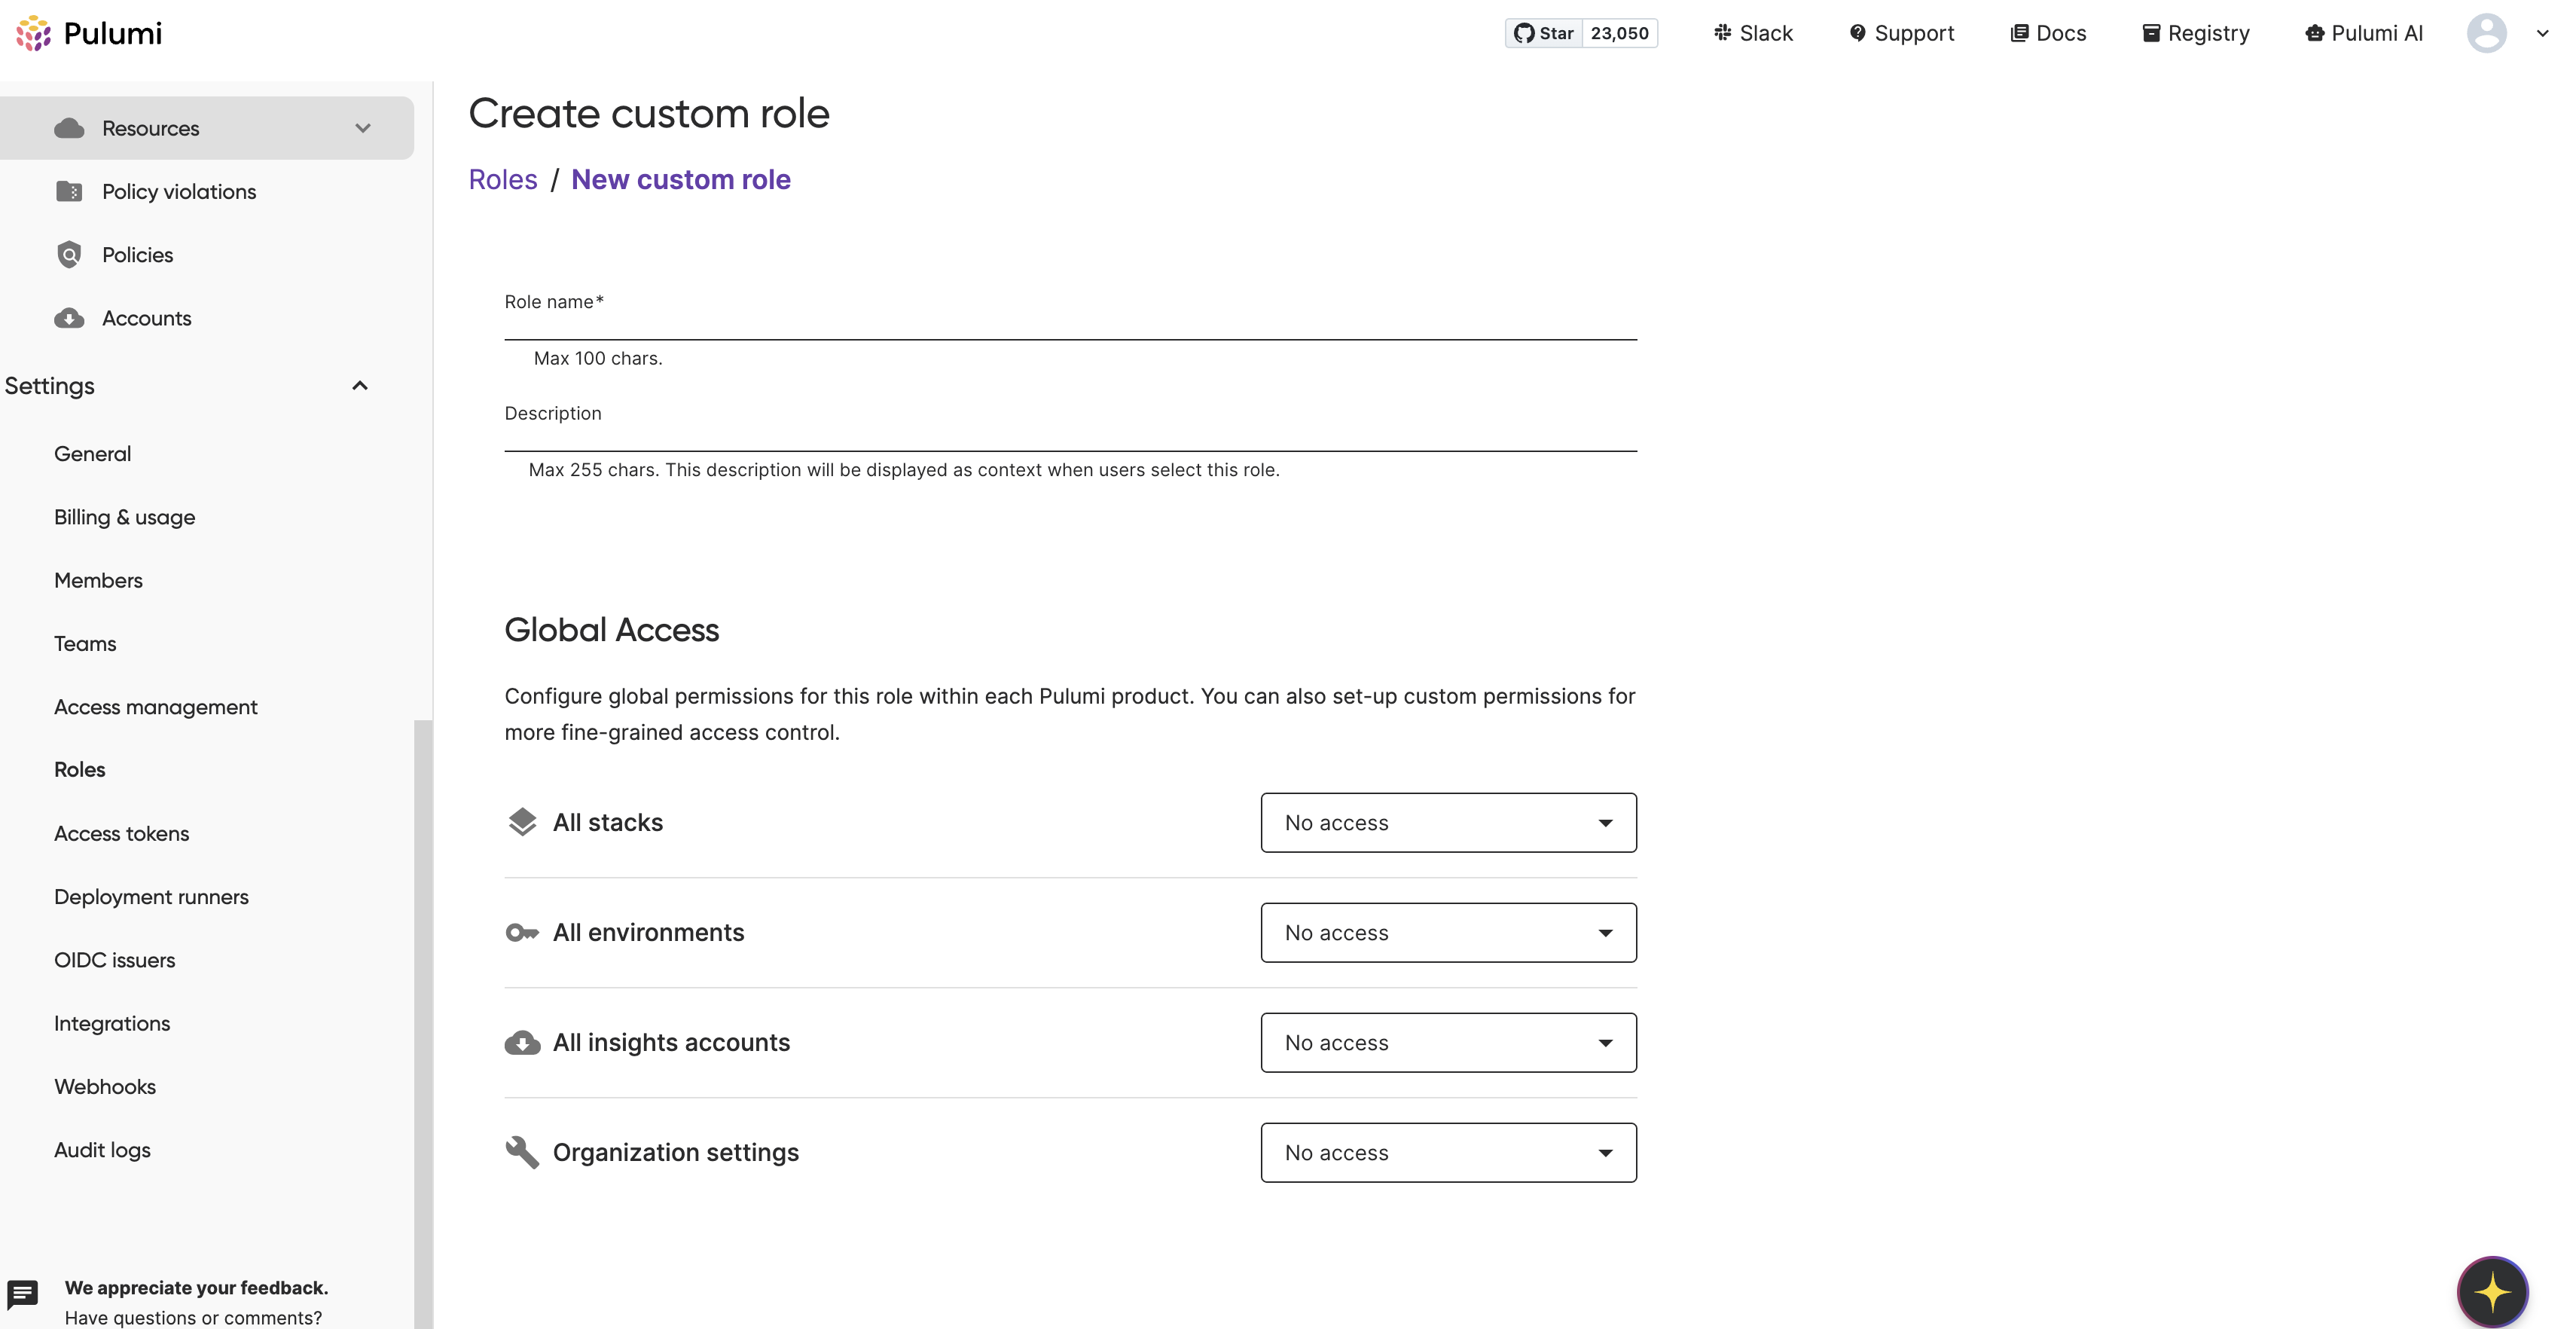 Pulumi
Star 23,050
Slack
Support
Docs
Registry
Pulumi AI
Resources
Policy violations
Policies
Accounts
Settings
General
Billing & usage
Members
Teams
Access management
Roles
Access tokens
Deployment runners
OIDC issuers
Integrations
Webhooks
Audit logs
We appreciate your feedback.
Have questions or comments?
Create custom role
Roles / New custom role
Role name*
Max 100 chars.
Description
Max 255 chars. This description will be displayed as context when users select this role.
Global Access
Configure global permissions for this role within each Pulumi product. You can also set-up custom permissions for
more fine-grained access control.
All stacks No access
All environments No access
All insights accounts No access
Organization settings No access